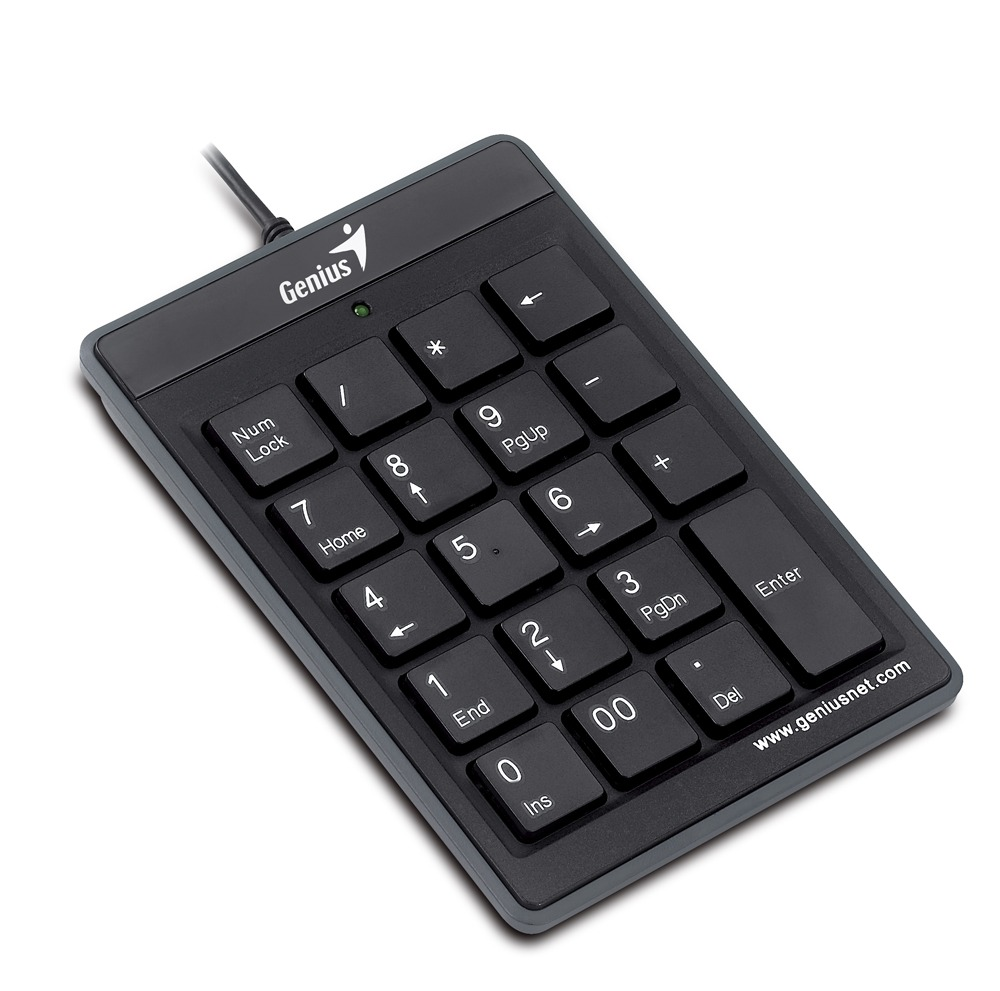 Genius
Num
Lock
/
*
←
7
Home
8
↑
9
PgUp
-
4
←
5
6
→
+
1
End
2
↓
3
PgDn
Enter
0
Ins
00
.
Del
www.geniusnet.com